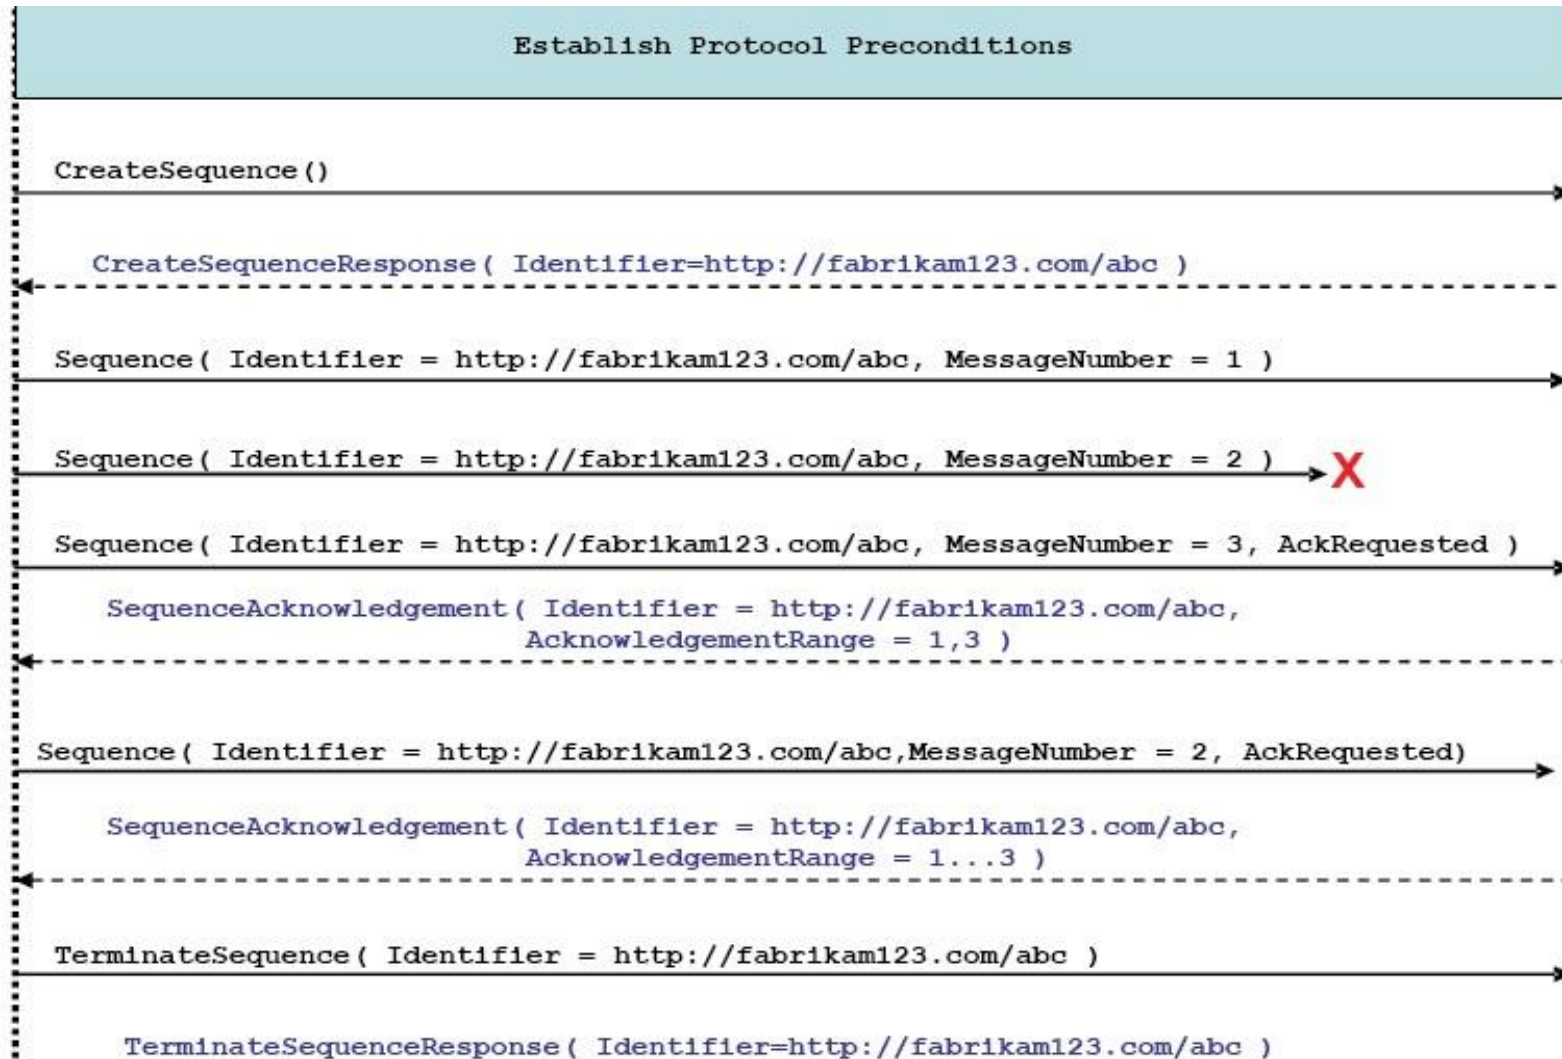 Establish Protocol Preconditions
CreateSequence()
CreateSequenceResponse( Identifier=http://fabrikam123.com/abc )
Sequence( Identifier = http://fabrikam123.com/abc, MessageNumber = 1 )
Sequence( Identifier = http://fabrikam123.com/abc, MessageNumber = 2 )
X
Sequence( Identifier = http://fabrikam123.com/abc, MessageNumber = 3, AckRequested )
SequenceAcknowledgement( Identifier = http://fabrikam123.com/abc,
AcknowledgementRange = 1,3 )
Sequence( Identifier = http://fabrikam123.com/abc,MessageNumber = 2, AckRequested)
SequenceAcknowledgement( Identifier = http://fabrikam123.com/abc,
AcknowledgementRange = 1...3 )
TerminateSequence( Identifier = http://fabrikam123.com/abc )
TerminateSequenceResponse( Identifier=http://fabrikam123.com/abc )